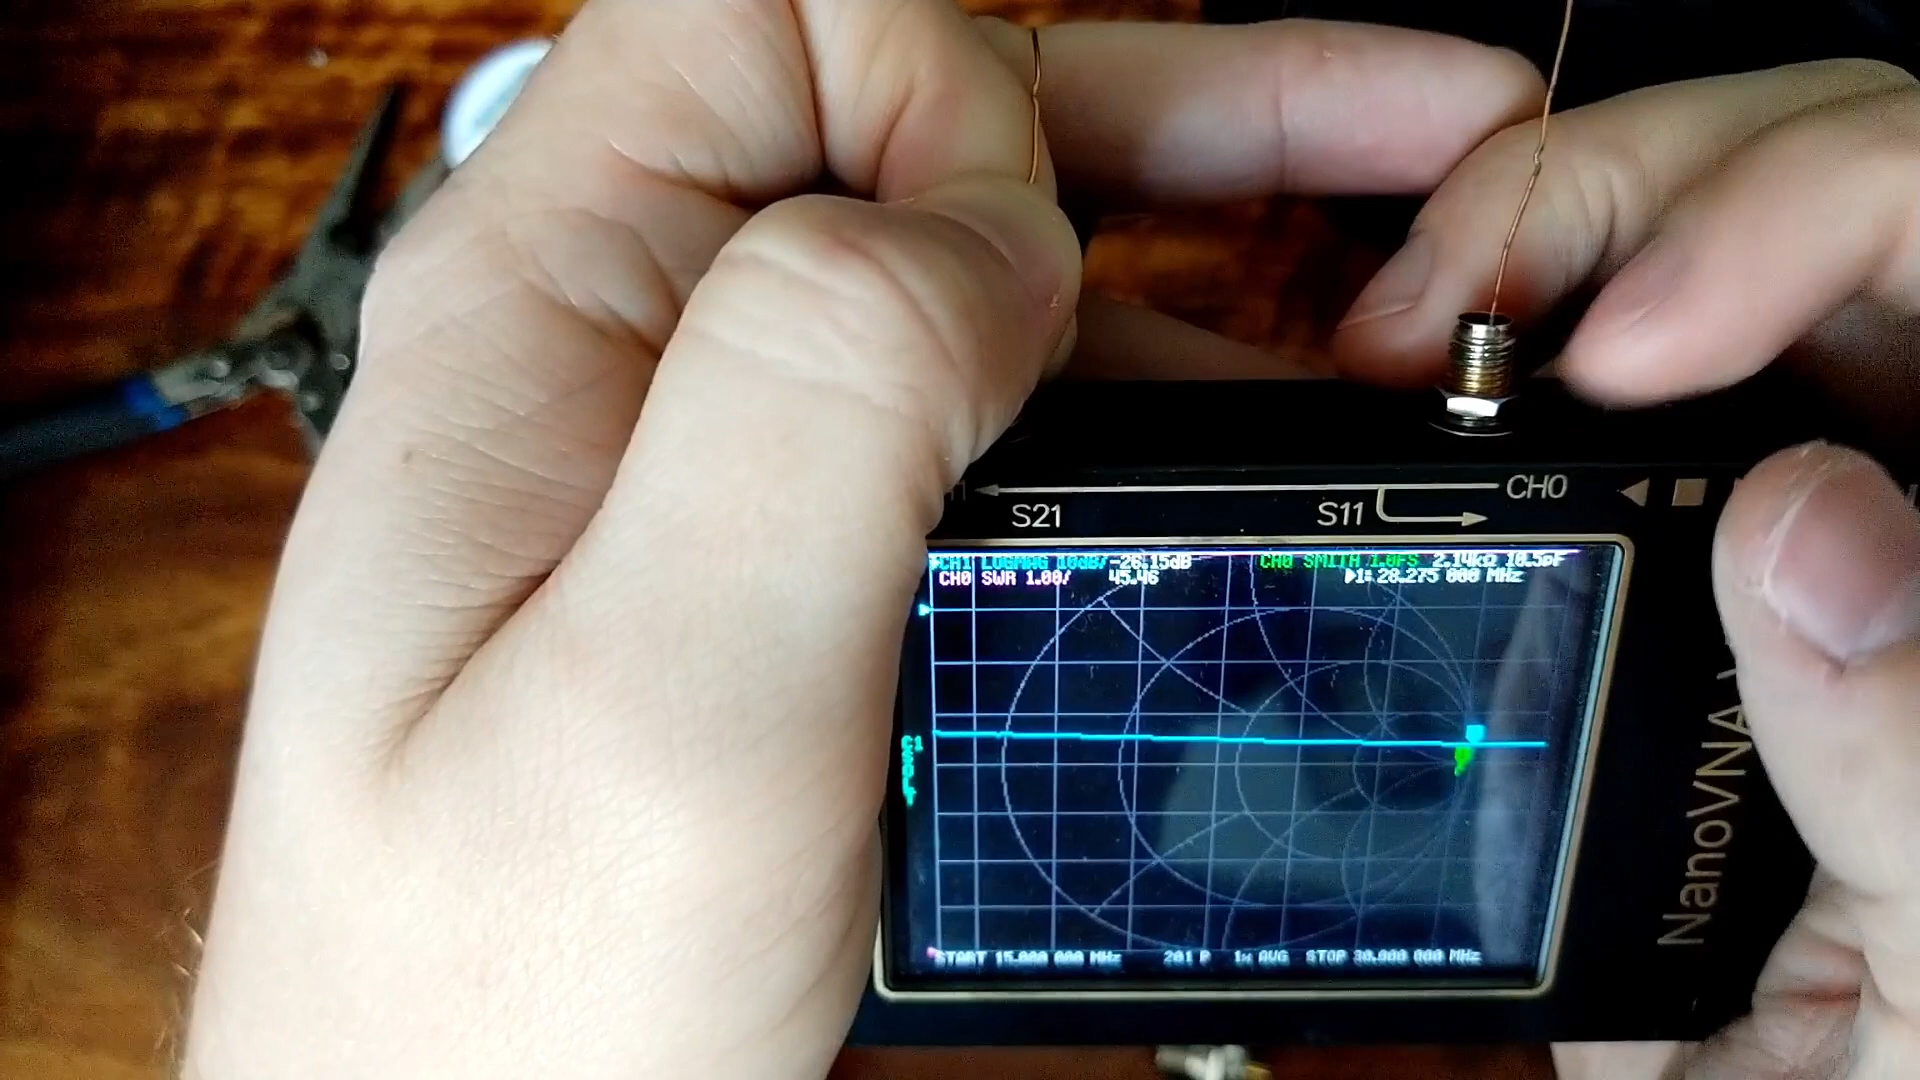 CH0
S21
S11
CH1 LOGMAG 10dB/ -26.15dB
CH0 SMITH 1.0FS 2.14kΩ 10.5pF
CH0 SWR 1.00/ 45.46
1: 28.275 000 MHz
START 15.000 000 MHz 201 P 1x AVG STOP 30.000 000 MHz
NanoVNA